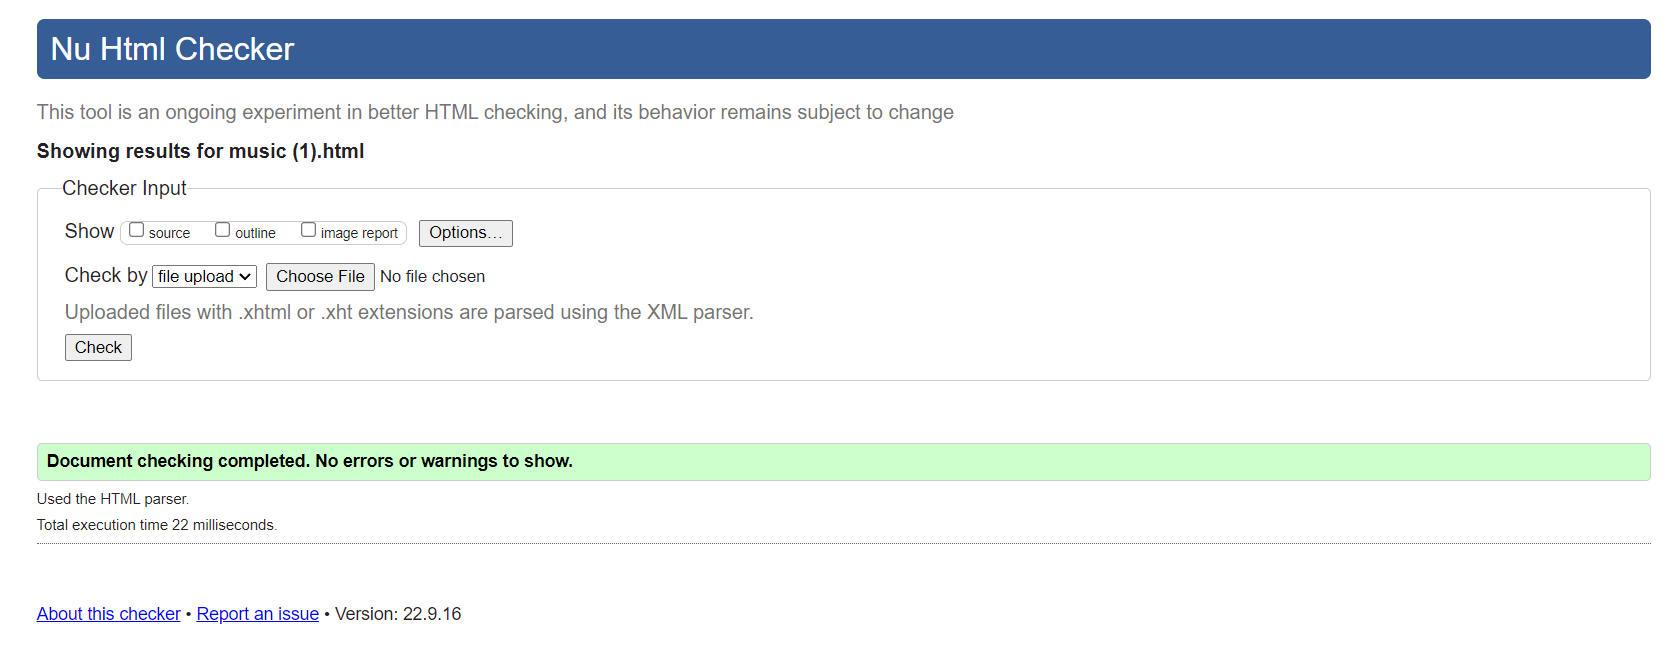 Nu Html Checker
This tool is an ongoing experiment in better HTML checking, and its behavior remains subject to change
Showing results for music (1).html
Checker Input
Show source outline image report Options...
Check by file upload Choose File No file chosen
Uploaded files with .xhtml or .xht extensions are parsed using the XML parser.
Check
Document checking completed. No errors or warnings to show.
Used the HTML parser.
Total execution time 22 milliseconds.
About this checker • Report an issue • Version: 22.9.16